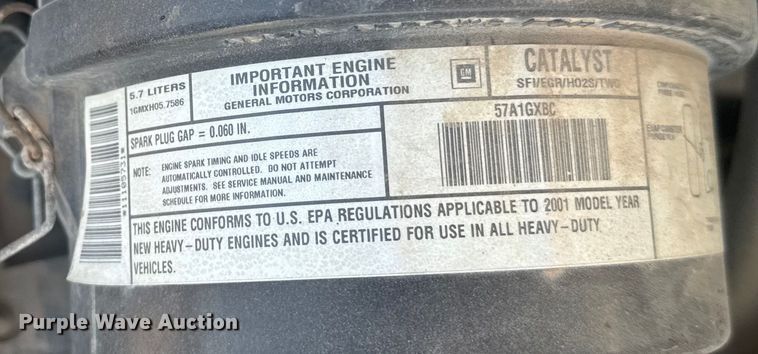 5.7 LITERS
1GMXH05.7586
IMPORTANT ENGINE
INFORMATION
GENERAL MOTORS CORPORATION
GM
CATALYST
SFI/EGR/HO2S/TWC
SPARK PLUG GAP = 0.060 IN.
57A1GXBC
NOTE: ENGINE SPARK TIMING AND IDLE SPEEDS ARE
AUTOMATICALLY CONTROLLED. DO NOT ATTEMPT
ADJUSTMENTS. SEE SERVICE MANUAL AND MAINTENANCE
SCHEDULE FOR MORE INFORMATION.
*11105731*
THIS ENGINE CONFORMS TO U.S. EPA REGULATIONS APPLICABLE TO 2001 MODEL YEAR
NEW HEAVY-DUTY ENGINES AND IS CERTIFIED FOR USE IN ALL HEAVY-DUTY
VEHICLES.
Purple Wave Auction